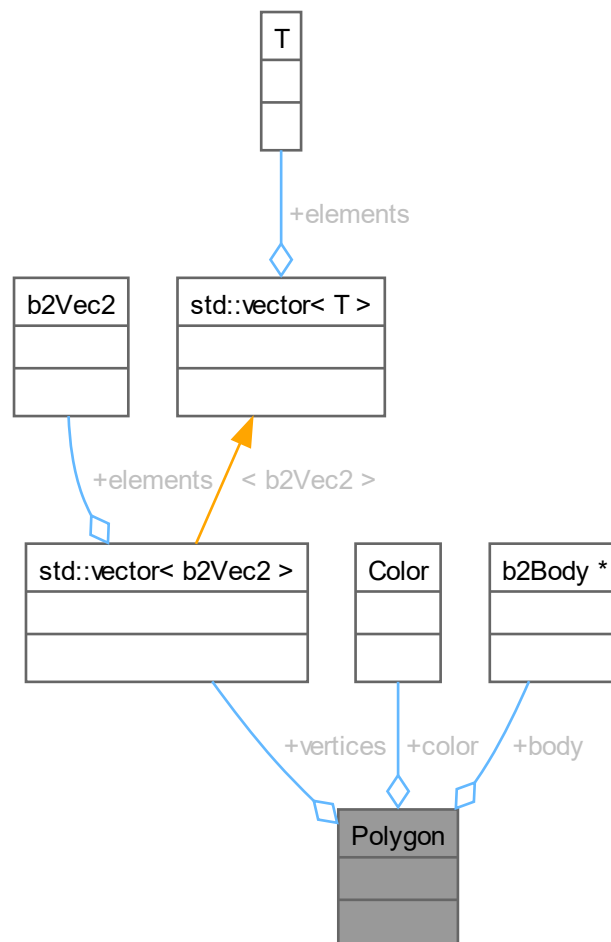 T
+elements
b2Vec2
std::vector< T >
+elements
< b2Vec2 >
std::vector< b2Vec2 >
Color
b2Body *
+vertices
+color
+body
Polygon